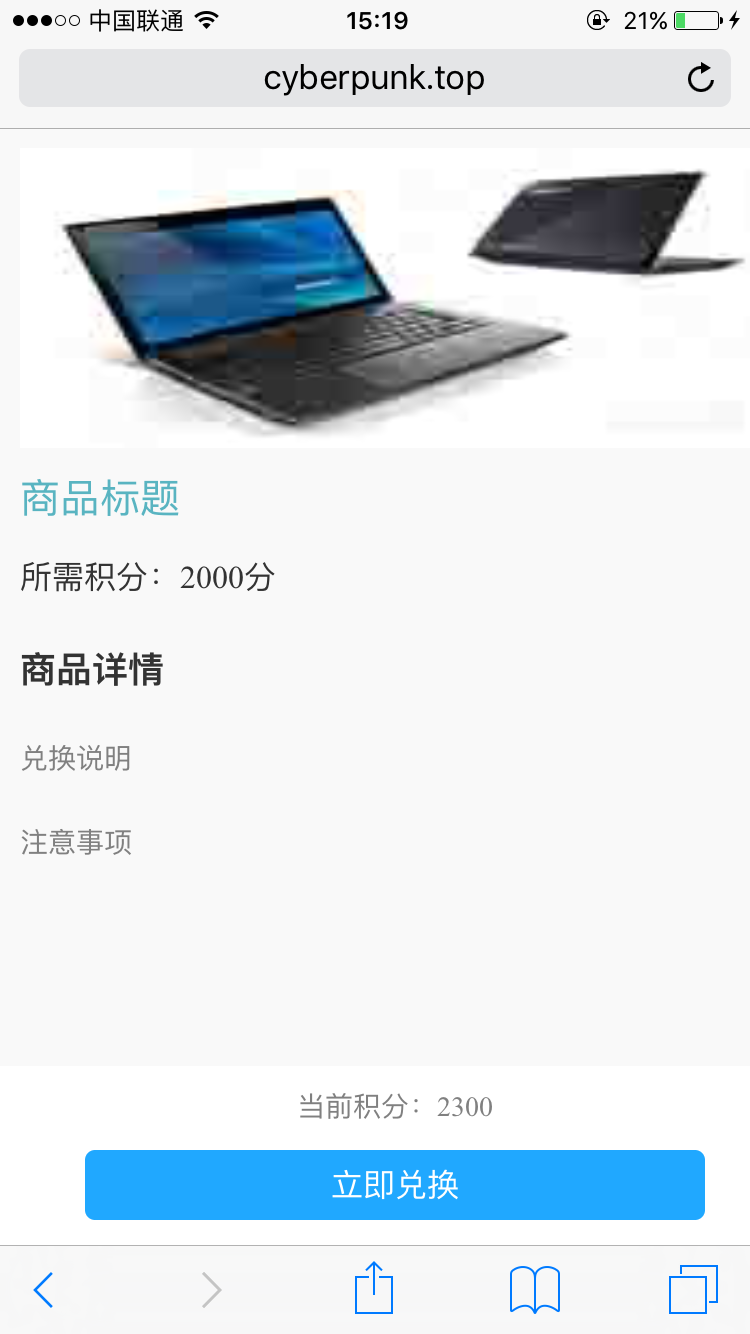 中国联通 15:19 21%
cyberpunk.top
商品标题
所需积分：2000分
商品详情
兑换说明
注意事项
当前积分：2300
立即兑换